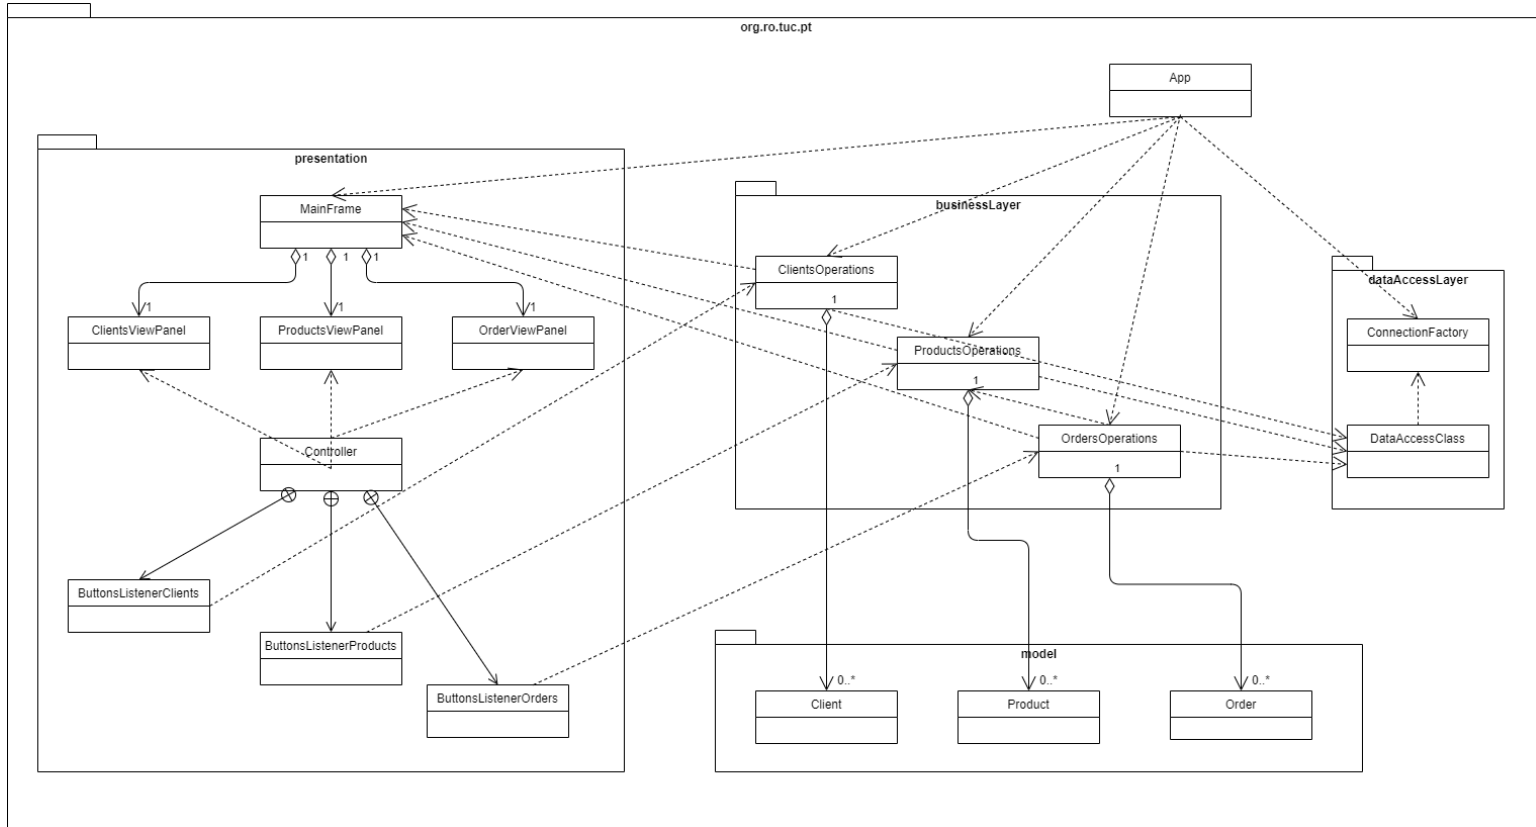 org.ro.tuc.pt
App
presentation
MainFrame
1
1
1
1
1
1
ClientsViewPanel
ProductsViewPanel
OrderViewPanel
Controller
ButtonsListenerClients
ButtonsListenerProducts
ButtonsListenerOrders
businessLayer
ClientsOperations
1
ProductsOperations
1
OrdersOperations
1
dataAccessLayer
ConnectionFactory
DataAccessClass
model
0..*
0..*
0..*
Client
Product
Order